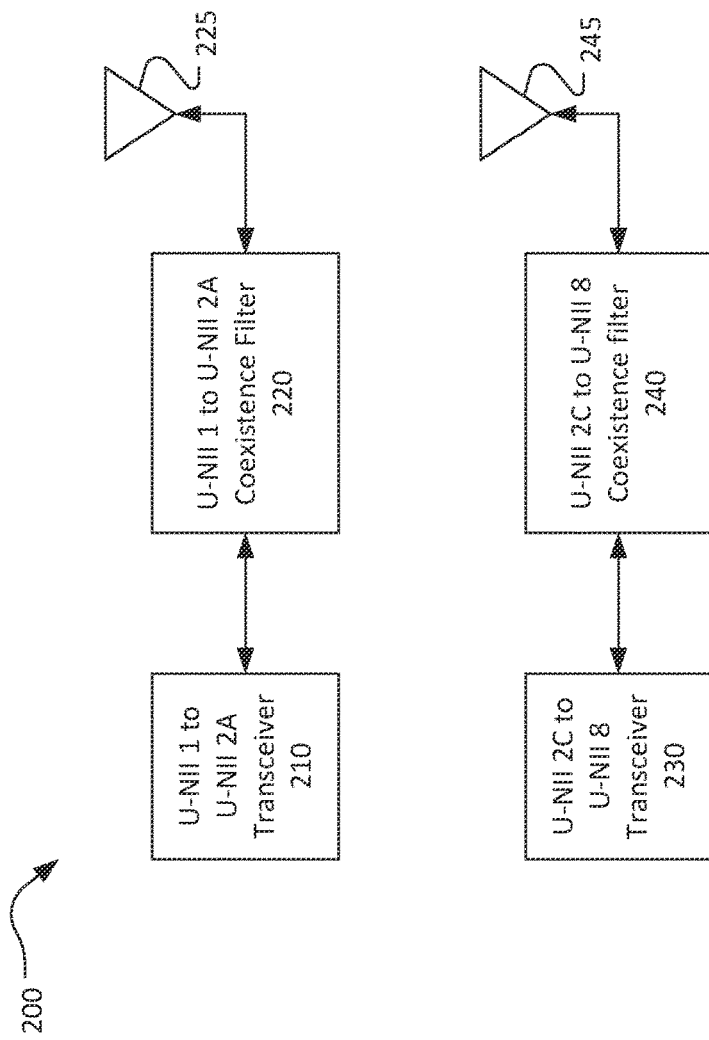 200
U-NII 1 to
U-NII 2A
Transceiver
210
U-NII 1 to U-NII 2A
Coexistence Filter
220
225
U-NII 2C to
U-NII 8
Transceiver
230
U-NII 2C to U-NII 8
Coexistence filter
240
245